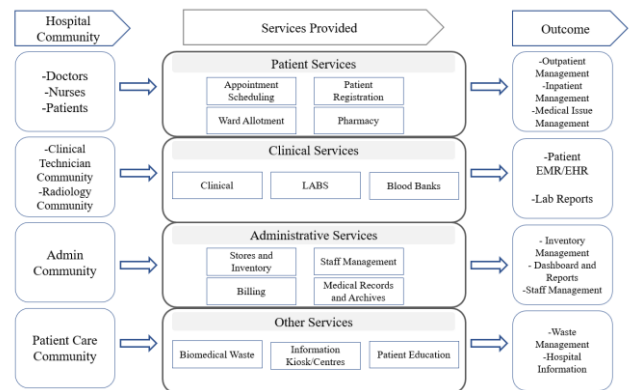 Hospital
Community
Services Provided
Outcome
-Doctors
-Nurses
-Patients
Patient Services
Appointment
Scheduling
Patient
Registration
Ward Allotment
Pharmacy
-Outpatient
Management
-Inpatient
Management
-Medical Issue
Management
-Clinical
Technician
Community
-Radiology
Community
Clinical Services
Clinical
LABS
Blood Banks
-Patient
EMR/EHR
-Lab Reports
Admin
Community
Administrative Services
Stores and
Inventory
Staff Management
Billing
Medical Records
and Archives
- Inventory
Management
- Dashboard and
Reports
-Staff Management
Patient Care
Community
Other Services
Biomedical Waste
Information
Kiosk/Centres
Patient Education
-Waste
Management
-Hospital
Information